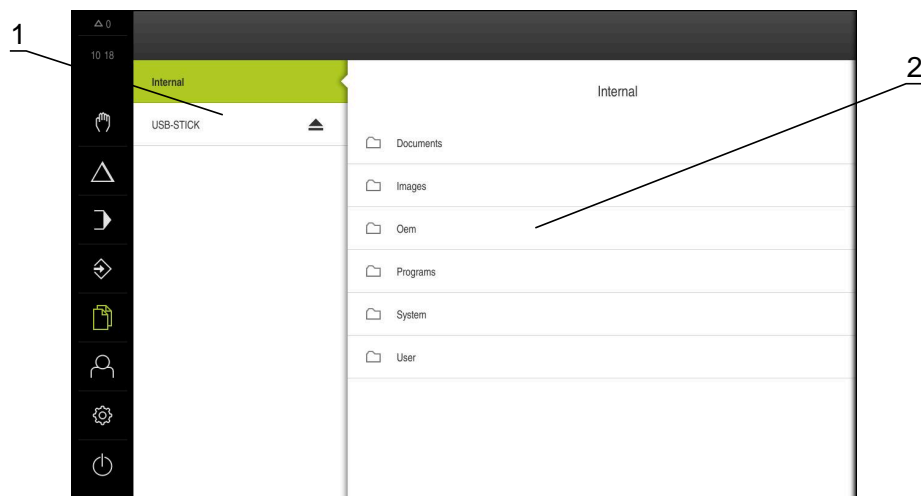 1
2
△ 0
10 18
Internal
USB-STICK
Internal
Documents
Images
Oem
Programs
System
User